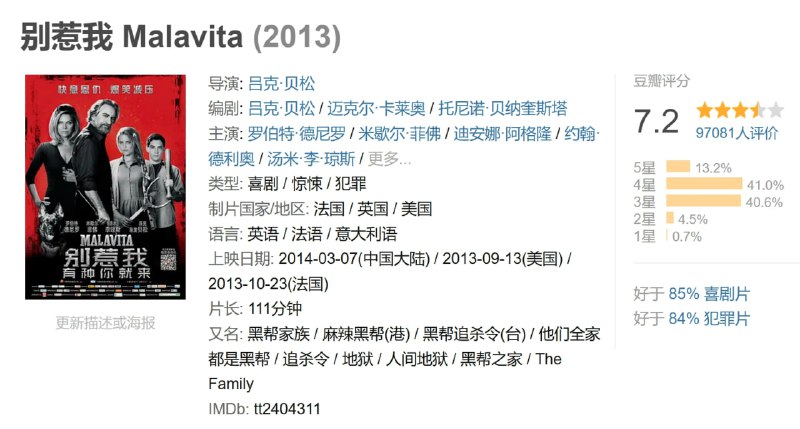 别惹我 Malavita (2013)
快意恩仇 爆笑减压
MALAVITA
别惹我
有种你就来
更新描述或海报
导演: 吕克·贝松
编剧: 吕克·贝松 / 迈克尔·卡莱奥 / 托尼诺·贝纳奎斯塔
主演: 罗伯特·德尼罗 / 米歇尔·菲佛 / 迪安娜·阿格隆 / 约翰·
德利奥 / 汤米·李·琼斯 / 更多...
类型: 喜剧 / 惊悚 / 犯罪
制片国家/地区: 法国 / 英国 / 美国
语言: 英语 / 法语 / 意大利语
上映日期: 2014-03-07(中国大陆) / 2013-09-13(美国) /
2013-10-23(法国)
片长: 111分钟
又名: 黑帮家族 / 麻辣黑帮(港) / 黑帮追杀令(台) / 他们全家
都是黑帮 / 追杀令 / 地狱 / 人间地狱 / 黑帮之家 / The
Family
IMDb: tt2404311
豆瓣评分
7.2
97081人评价
5星 13.2%
4星 41.0%
3星 40.6%
2星 4.5%
1星 0.7%
好于 85% 喜剧片
好于 84% 犯罪片